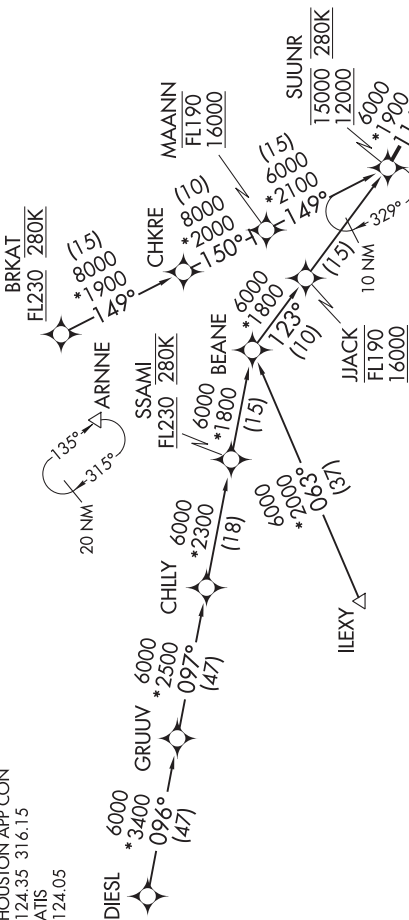 HOUSTON APP CON
124.35 316.15
ATIS
124.05
BRKAT
FL230 280K
(15)
8000
*1900
149°
ARNNE
135°
315°
20 NM
CHKRE
(10)
8000
*2000
150°
MAANN
FL190
16000
(15)
6000
*2100
149°
SUUNR
280K
15000
12000
6000
*1900
329°
10 NM
(15)
JJACK
FL190
16000
BEANE
6000
*1800
123°
(10)
SSAMI
FL230 280K
6000
*1800
(15)
CHLLY
6000
*2300
(18)
GRUUV
6000
*2500
097°
(47)
DIESL
6000
*3400
096°
(47)
ILEXY
6000
*2000
063°
(37)